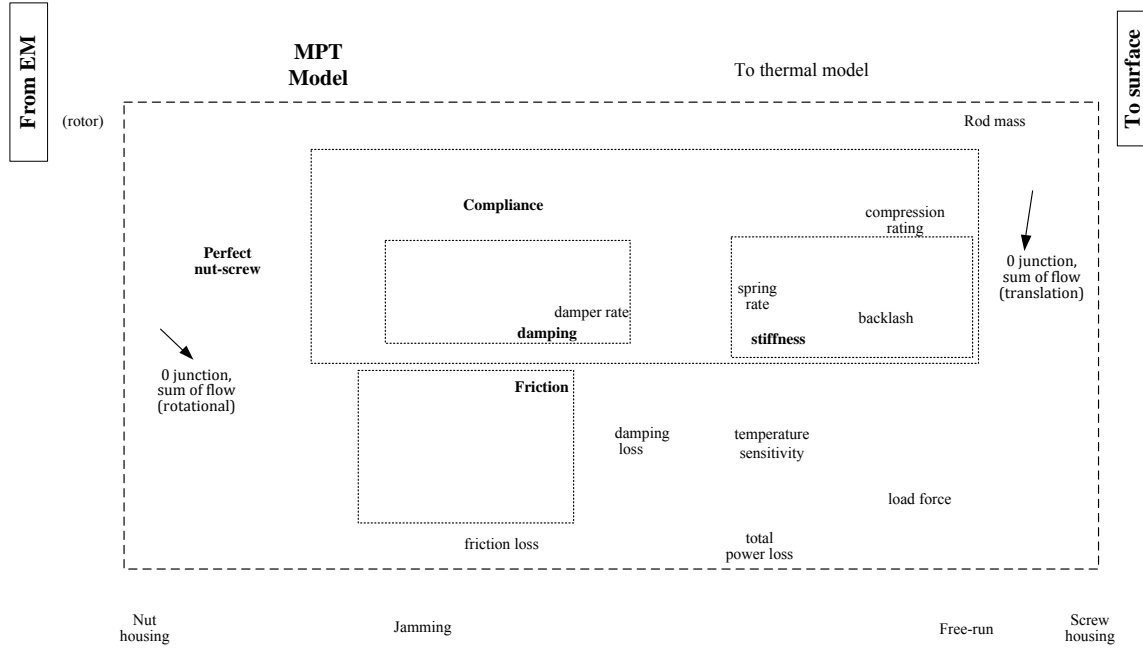 From EM
MPT
Model
To thermal model
To surface
(rotor)
Rod mass
Compliance
compression
rating
Perfect
nut-screw
0 junction,
sum of flow
(translation)
spring
rate
damper rate
backlash
damping
stiffness
0 junction,
sum of flow
(rotational)
Friction
damping
loss
temperature
sensitivity
load force
friction loss
total
power loss
Nut
housing
Jamming
Free-run
Screw
housing